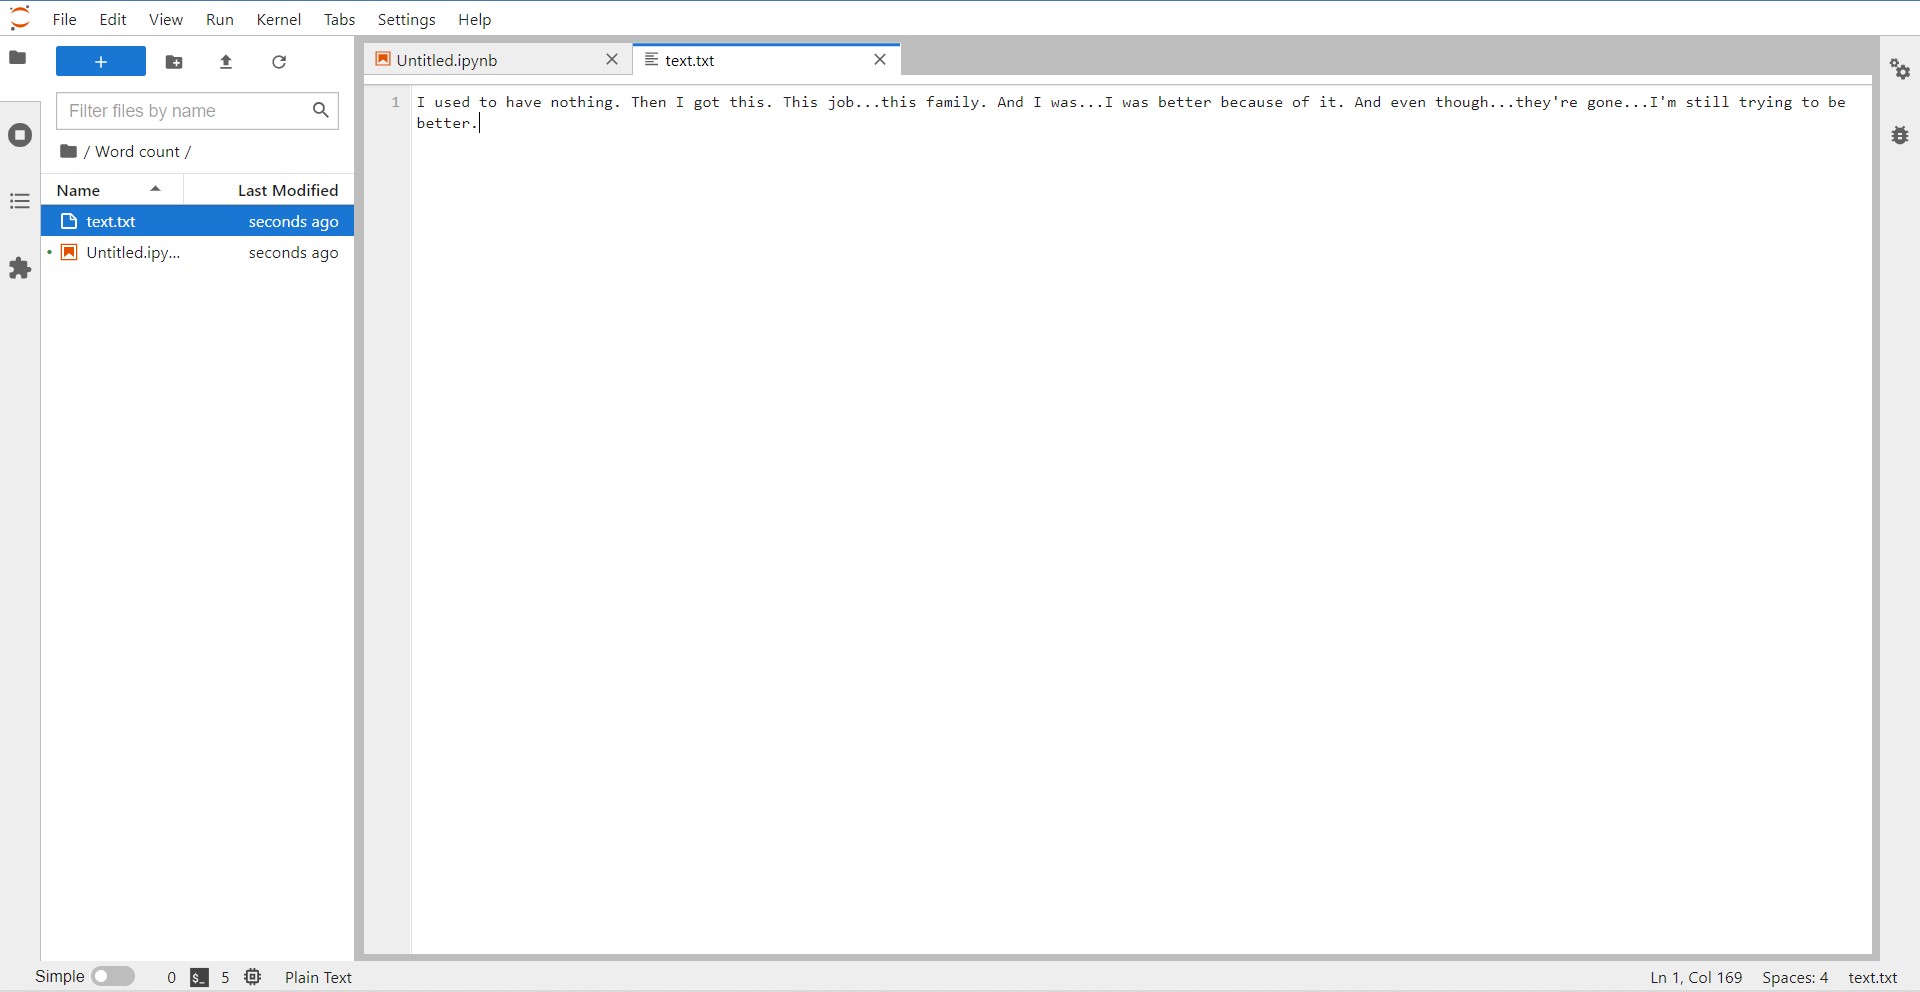 File Edit View Run Kernel Tabs Settings Help
+
Filter files by name
/ Word count /
Name Last Modified
text.txt seconds ago
Untitled.ipy... seconds ago
Untitled.ipynb text.txt
1 I used to have nothing. Then I got this. This job...this family. And I was...I was better because of it. And even though...they're gone...I'm still trying to be
better.
Simple 0 $_ 5 Plain Text Ln 1, Col 169 Spaces: 4 text.txt